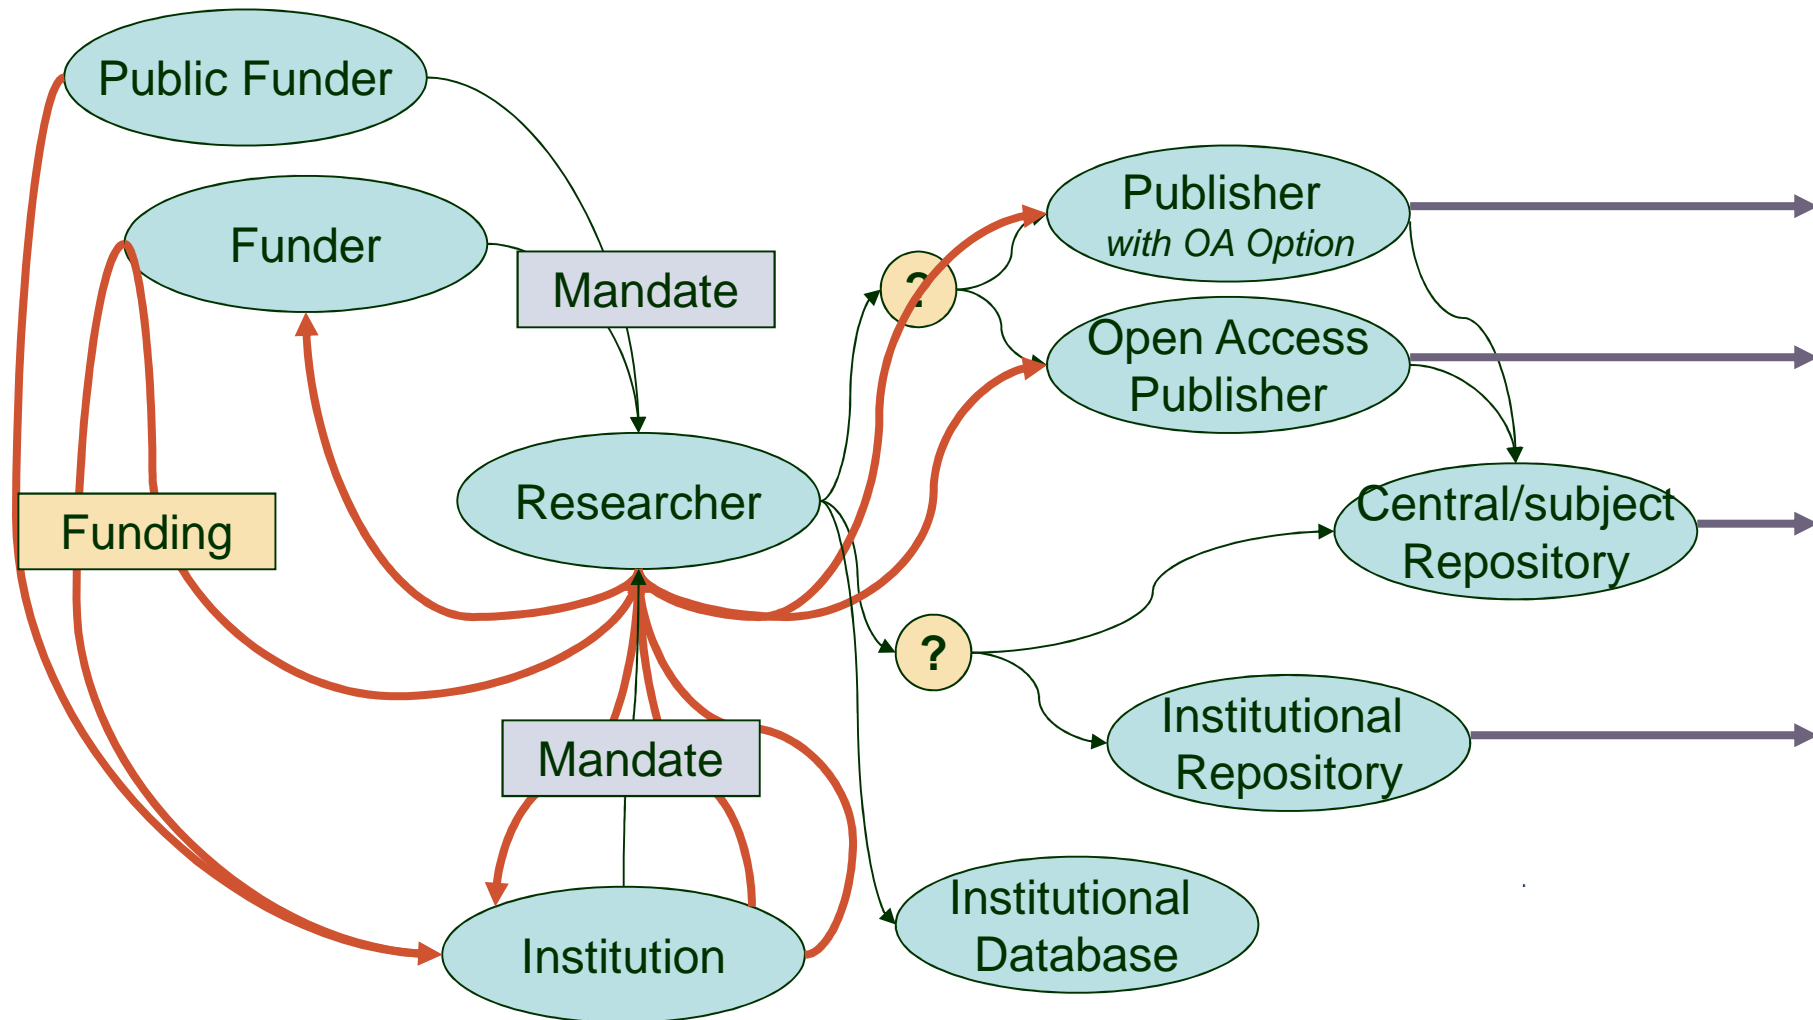 Public Funder
Funder
Mandate
Publisher
with OA Option
?
Open Access
Publisher
Researcher
Central/subject
Repository
Funding
?
Institutional
Repository
Mandate
Institutional
Database
Institution
.